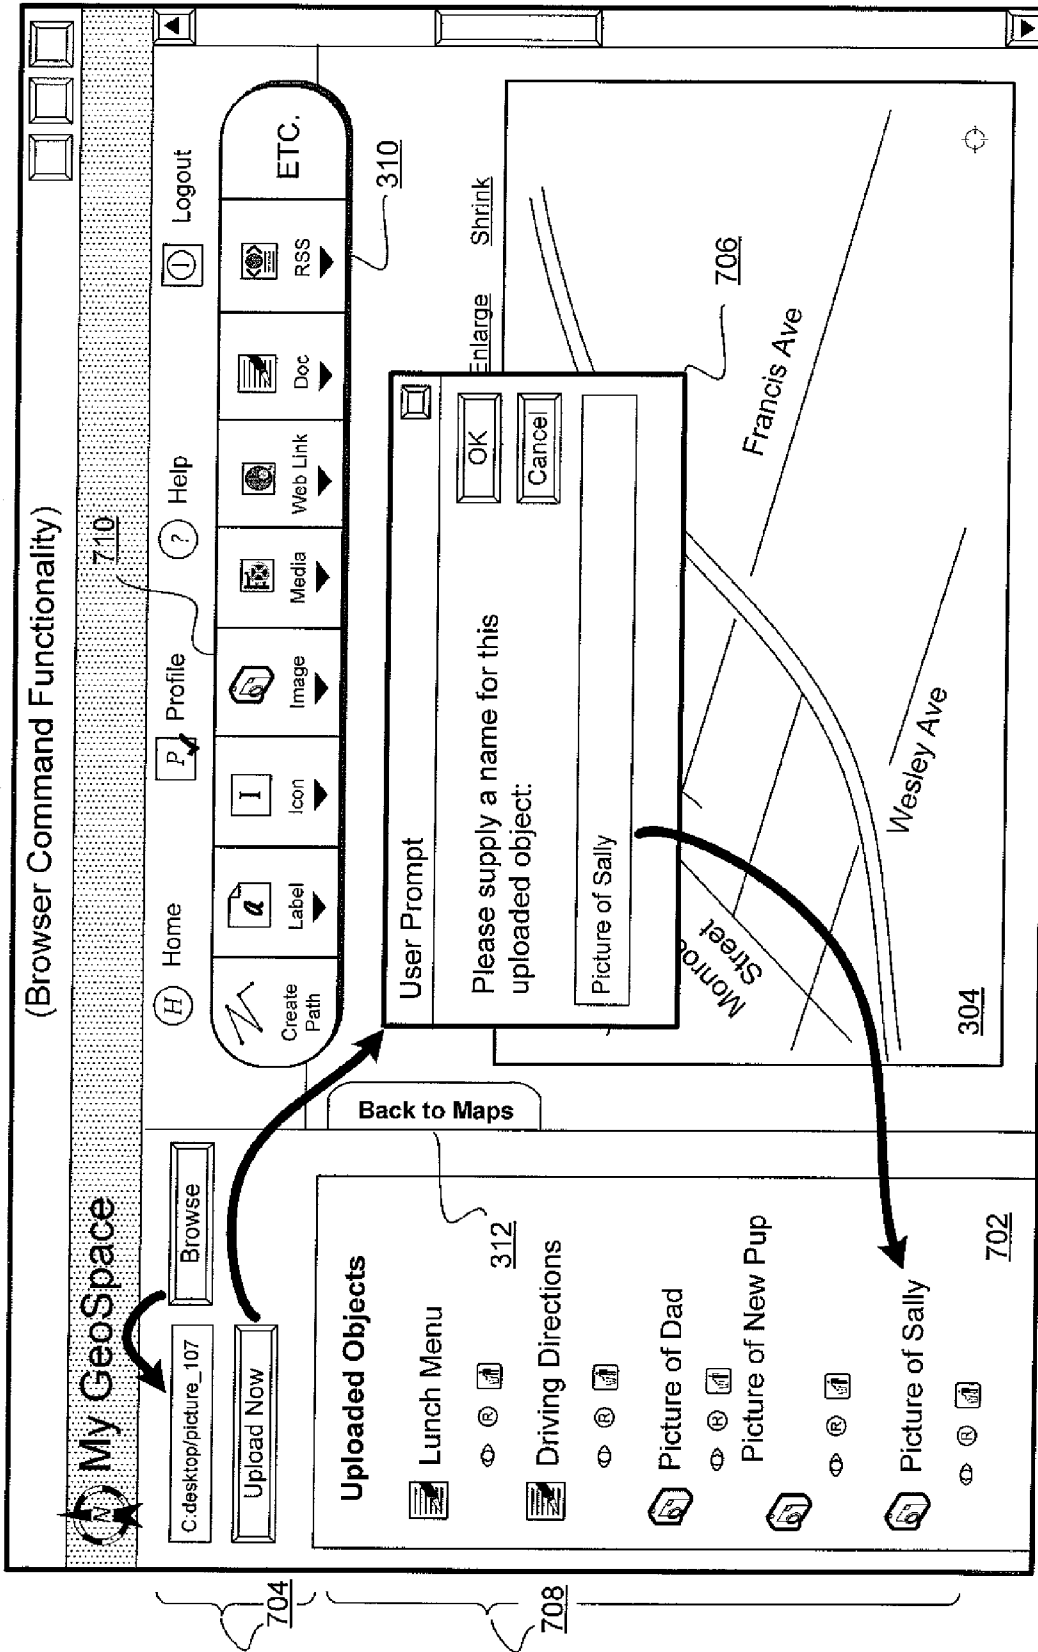 (Browser Command Functionality)
N My GeoSpace
710
C:desktop/picture_107
Browse
Upload Now
704
H Home
P Profile
? Help
Logout
Create Path
a Label
I Icon
Image
Media
Web Link
Doc
RSS
ETC.
310
Back to Maps
312
Uploaded Objects
Lunch Menu
R
Driving Directions
R
Picture of Dad
R
Picture of New Pup
R
Picture of Sally
R
702
708
Enlarge Shrink
User Prompt
OK
Cancel
Please supply a name for this
uploaded object:
Picture of Sally
706
Francis Ave
Wesley Ave
Monroe
Street
304